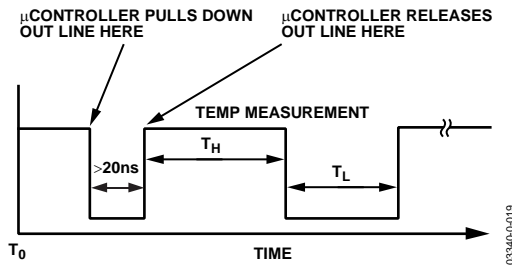 µCONTROLLER PULLS DOWN
OUT LINE HERE
µCONTROLLER RELEASES
OUT LINE HERE
TEMP MEASUREMENT
TH
>20ns
TL
T0
TIME
03340-0-019